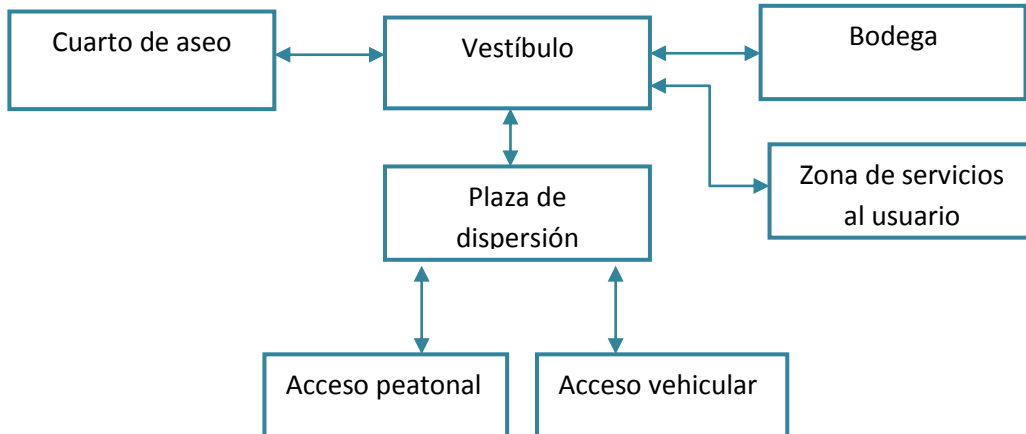 Cuarto de aseo
Vestíbulo
Bodega
Zona de servicios
al usuario
Plaza de
dispersión
Acceso peatonal
Acceso vehicular